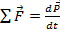 ∑ F⃗ = dP⃗/dt